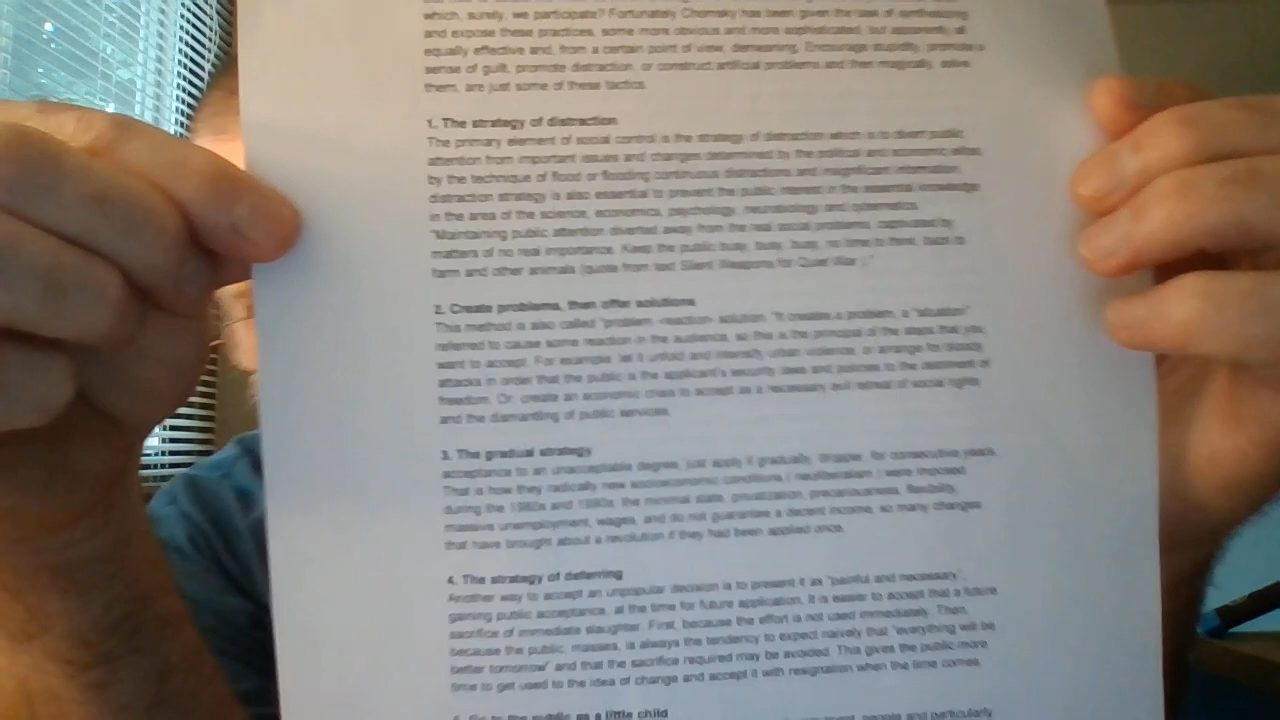 which, surely, we participate? Fortunately Chomsky has been given the task of synthesizing
and expose these practices, some more obvious and more sophisticated, but apparently all
equally effective and, from a certain point of view, demeaning. Encourage stupidity, promote a
sense of guilt, promote distraction, or construct artificial problems and then magically, solve
them, are just some of these tactics.
1. The strategy of distraction
The primary element of social control is the strategy of distraction which is to divert public
attention from important issues and changes determined by the political and economic elites,
by the technique of flood or flooding continuous distractions and insignificant information.
distraction strategy is also essential to prevent the public interest in the essential knowledge
in the area of the science, economics, psychology, neurobiology and cybernetics.
"Maintaining public attention diverted away from the real social problems, captivated by
matters of no real importance. Keep the public busy, busy, busy, no time to think, back to
farm and other animals (quote from text Silent Weapons for Quiet War )."
2. Create problems, then offer solutions
This method is also called "problem -reaction- solution. "It creates a problem, a "situation"
referred to cause some reaction in the audience, so this is the principal of the steps that you
want to accept. For example: let it unfold and intensify urban violence, or arrange for bloody
attacks in order that the public is the applicant's security laws and policies to the detriment of
freedom. Or: create an economic crisis to accept as a necessary evil retreat of social rights
and the dismantling of public services.
3. The gradual strategy
acceptance to an unacceptable degree, just apply it gradually, dropper, for consecutive years.
That is how they radically new socioeconomic conditions ( neoliberalism ) were imposed
during the 1980s and 1990s: the minimal state, privatization, precariousness, flexibility,
massive unemployment, wages, and do not guarantee a decent income, so many changes
that have brought about a revolution if they had been applied once.
4. The strategy of deferring
Another way to accept an unpopular decision is to present it as "painful and necessary",
gaining public acceptance, at the time for future application. It is easier to accept that a future
sacrifice of immediate slaughter. First, because the effort is not used immediately. Then,
because the public, masses, is always the tendency to expect naively that "everything will be
better tomorrow" and that the sacrifice required may be avoided. This gives the public more
time to get used to the idea of change and accept it with resignation when the time comes.
5. Go to the public as a little child
people and particularly